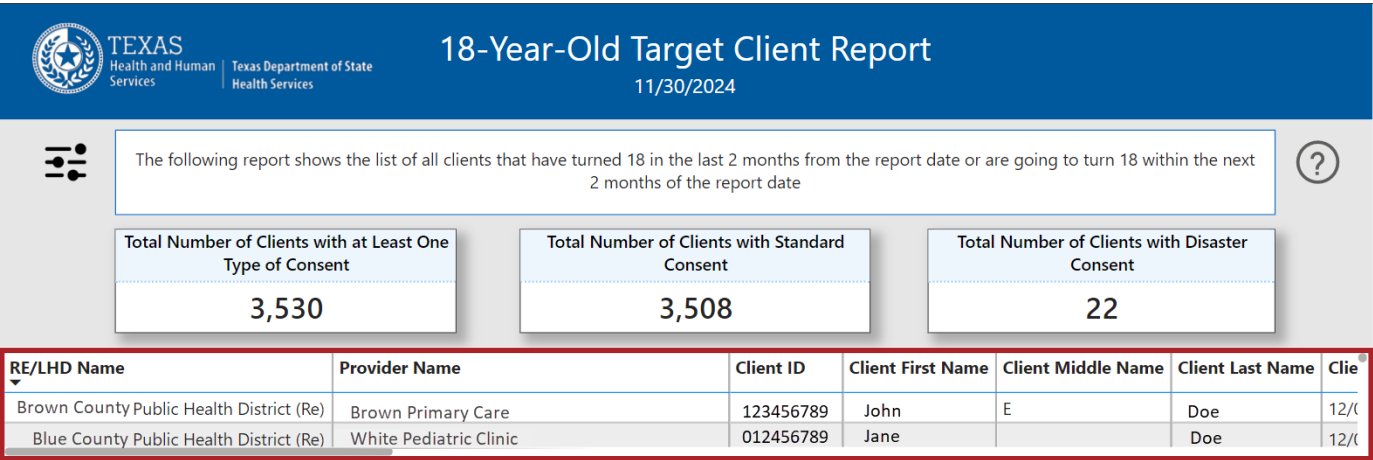 TEXAS
Health and Human
Services
Texas Department of State
Health Services
18-Year-Old Target Client Report
11/30/2024
The following report shows the list of all clients that have turned 18 in the last 2 months from the report date or are going to turn 18 within the next
2 months of the report date
?
Total Number of Clients with at Least One
Type of Consent
3,530
Total Number of Clients with Standard
Consent
3,508
Total Number of Clients with Disaster
Consent
22
RE/LHD Name Provider Name Client ID Client First Name Client Middle Name Client Last Name Clie
Brown County Public Health District (Re) Brown Primary Care 123456789 John E Doe 12/0
Blue County Public Health District (Re) White Pediatric Clinic 012456789 Jane Doe 12/